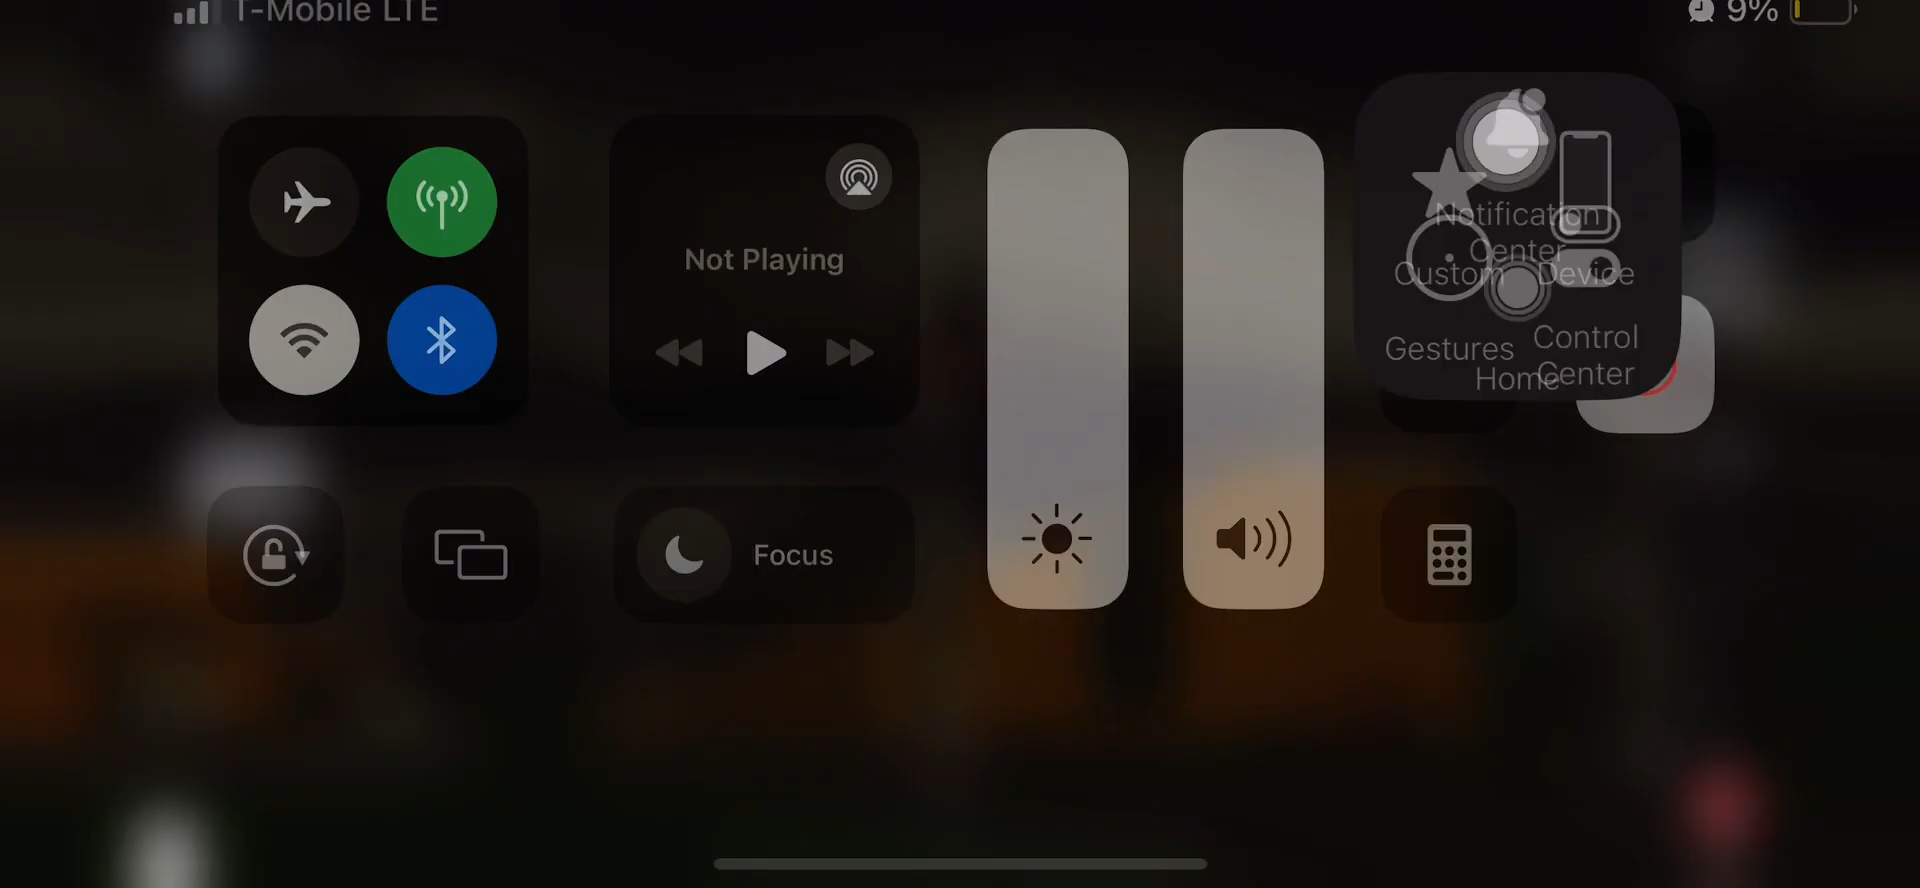 T-Mobile LTE
9%
Not Playing
Notification
Center
Custom
Device
Gestures
Control
Center
Home
Focus